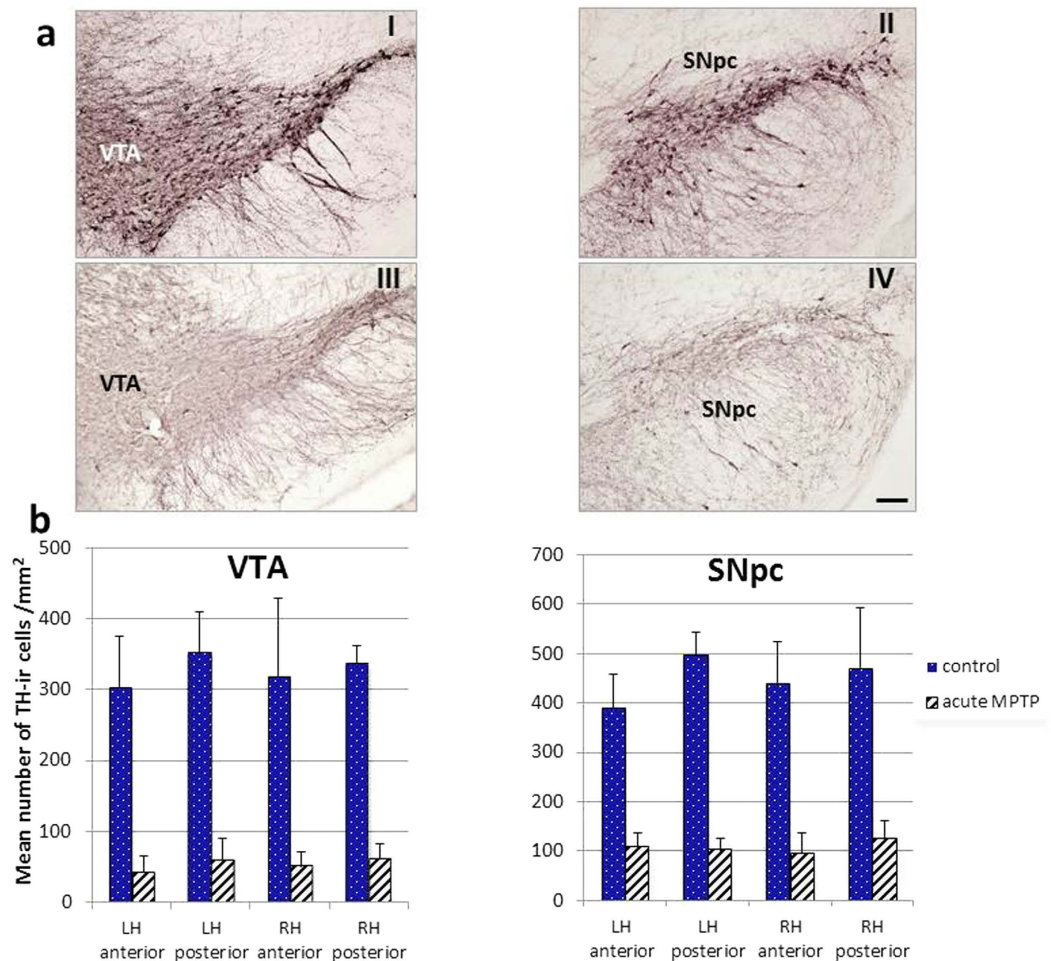 a
I
VTA
II
SNpc
III
VTA
IV
SNpc
b
VTA
Mean number of TH-ir cells /mm²
500
400
300
200
100
0
LH anterior
LH posterior
RH anterior
RH posterior
SNpc
700
600
500
400
300
200
100
0
LH anterior
LH posterior
RH anterior
RH posterior
control
acute MPTP